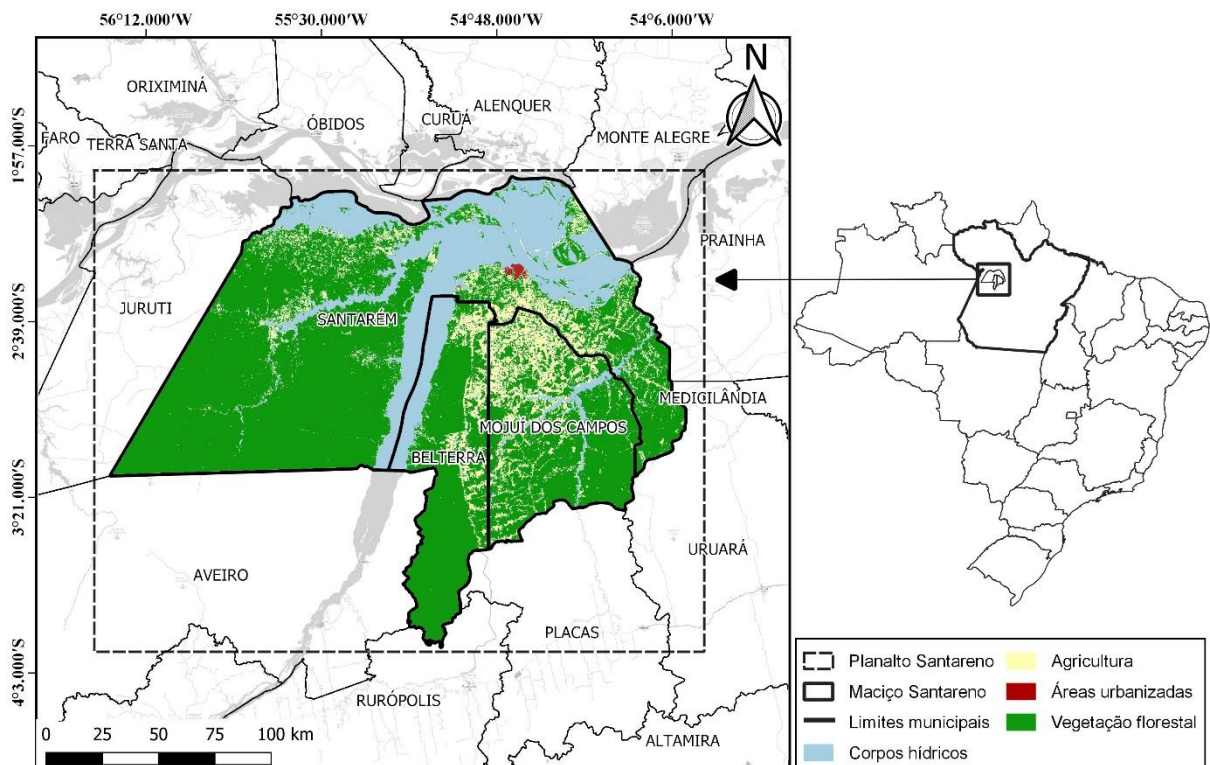 56°12.000'W 55°30.000'W 54°48.000'W 54°6.000'W
N
ORIXIMINÁ
ALENQUER
ÓBIDOS
CURUÁ
MONTE ALEGRE
FARO
TERRA SANTA
1°57.000'S
PRAINHA
JURUTI
SANTARÉM
2°39.000'S
MEDICILÂNDIA
MOJUÍ DOS CAMPOS
BELTERRA
3°21.000'S
URUARÁ
AVEIRO
PLACAS
4°3.000'S
RURÓPOLIS
ALTAMIRA
0 25 50 75 100 km
Planalto Santareno
Maciço Santareno
Limites municipais
Corpos hídricos
Agricultura
Áreas urbanizadas
Vegetação florestal